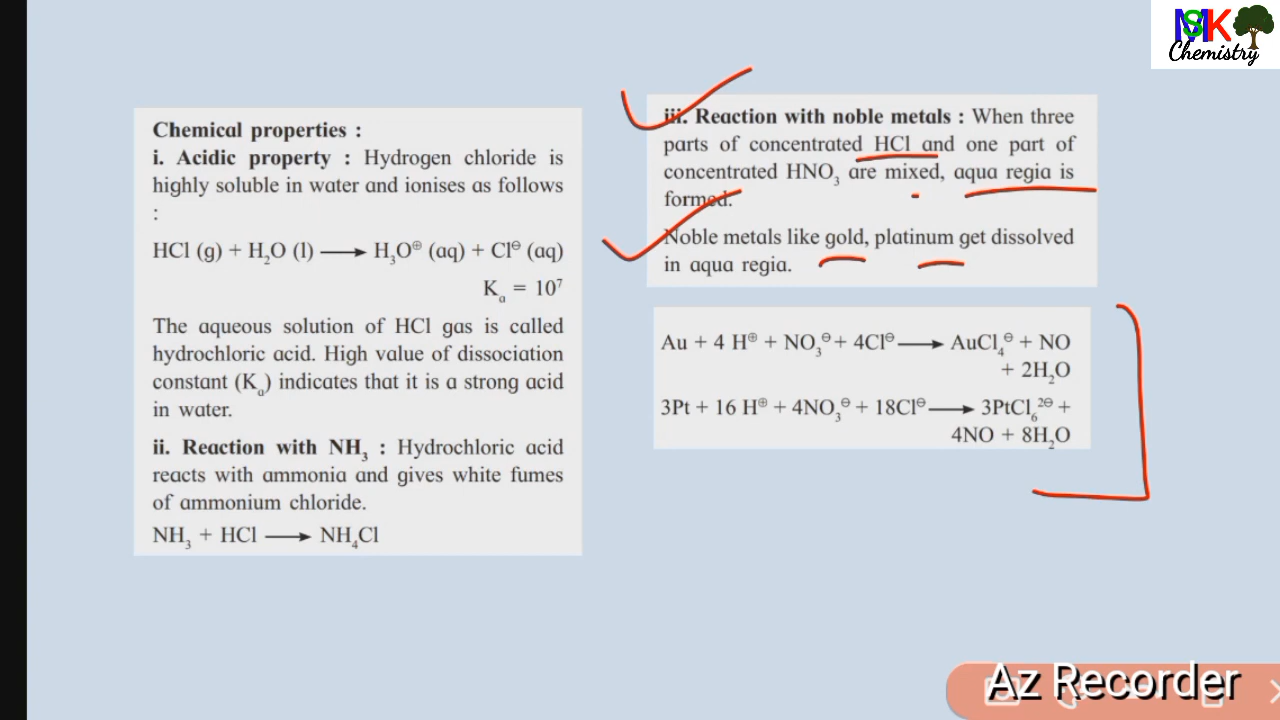 MSK
Chemistry
Chemical properties :
i. Acidic property : Hydrogen chloride is
highly soluble in water and ionises as follows
:
HCl (g) + H₂O (l) ⟶ H₃O⊕ (aq) + Cl⊖ (aq)
Kₐ = 10⁷
The aqueous solution of HCl gas is called
hydrochloric acid. High value of dissociation
constant (Kₐ) indicates that it is a strong acid
in water.
ii. Reaction with NH₃ : Hydrochloric acid
reacts with ammonia and gives white fumes
of ammonium chloride.
NH₃ + HCl ⟶ NH₄Cl
iii. Reaction with noble metals : When three
parts of concentrated HCl and one part of
concentrated HNO₃ are mixed, aqua regia is
formed.
Noble metals like gold, platinum get dissolved
in aqua regia.
Au + 4 H⊕ + NO₃⊖ + 4Cl⊖ ⟶ AuCl₄⊖ + NO
+ 2H₂O
3Pt + 16 H⊕ + 4NO₃⊖ + 18Cl⊖ ⟶ 3PtCl₆²⊖ +
4NO + 8H₂O
Az Recorder